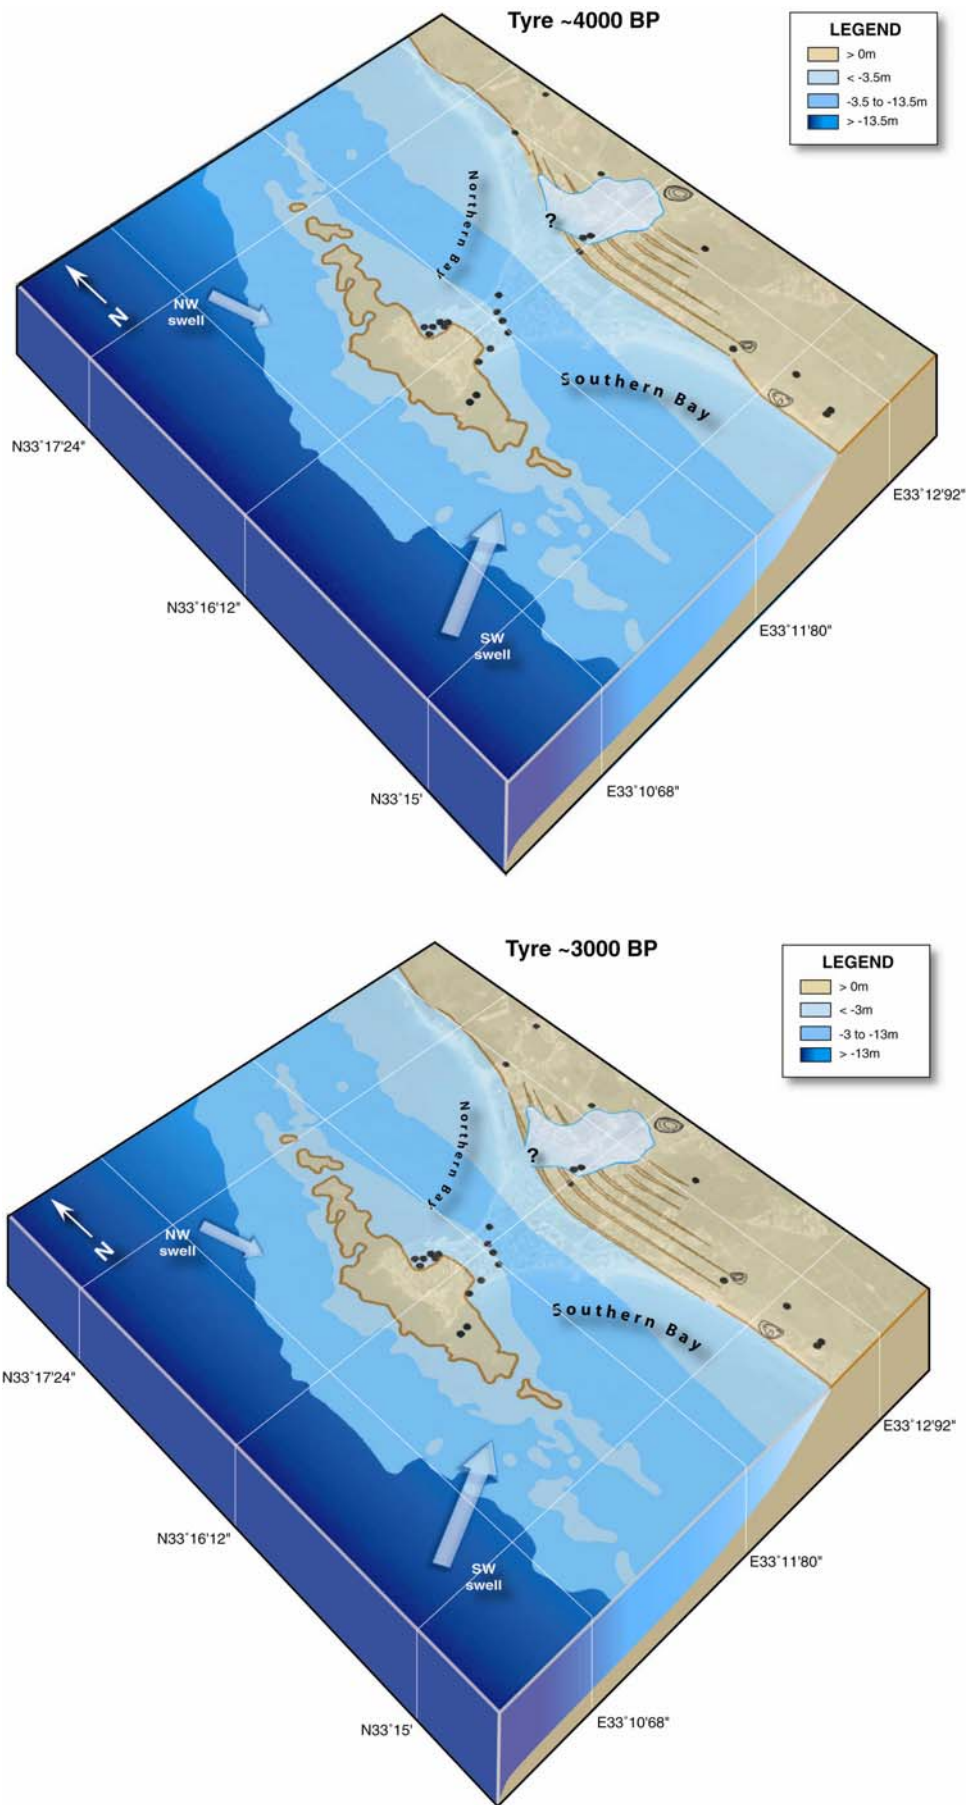 Tyre ~4000 BP
LEGEND
> 0m
< -3.5m
-3.5 to -13.5m
> -13.5m
Northern Bay
?
N
NW
swell
Southern Bay
N33°17'24"
E33°12'92"
N33°16'12"
SW
swell
E33°11'80"
N33°15'
E33°10'68"
Tyre ~3000 BP
LEGEND
> 0m
< -3m
-3 to -13m
> -13m
Northern Bay
?
N
NW
swell
Southern Bay
N33°17'24"
E33°12'92"
N33°16'12"
SW
swell
E33°11'80"
N33°15'
E33°10'68"